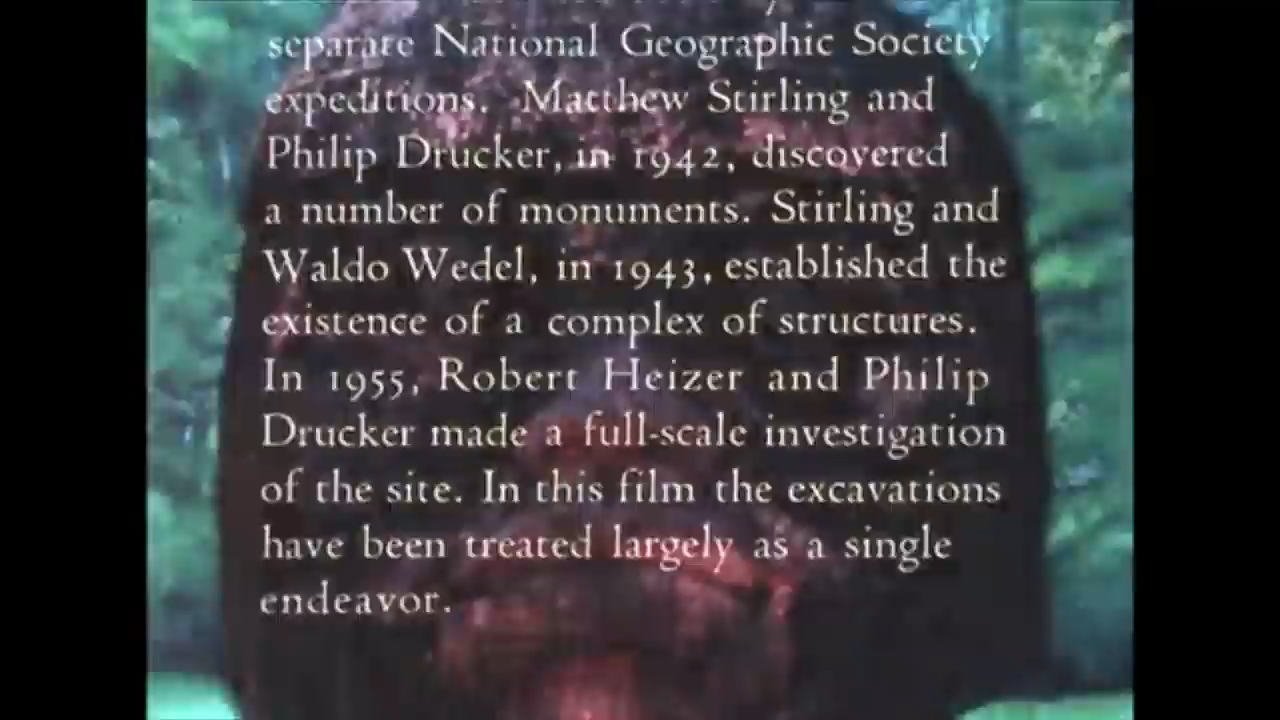 separate National Geographic Society
expeditions. Matthew Stirling and
Philip Drucker, in 1942, discovered
a number of monuments. Stirling and
Waldo Wedel, in 1943, established the
existence of a complex of structures.
In 1955, Robert Heizer and Philip
Drucker made a full-scale investigation
of the site. In this film the excavations
have been treated largely as a single
endeavor.